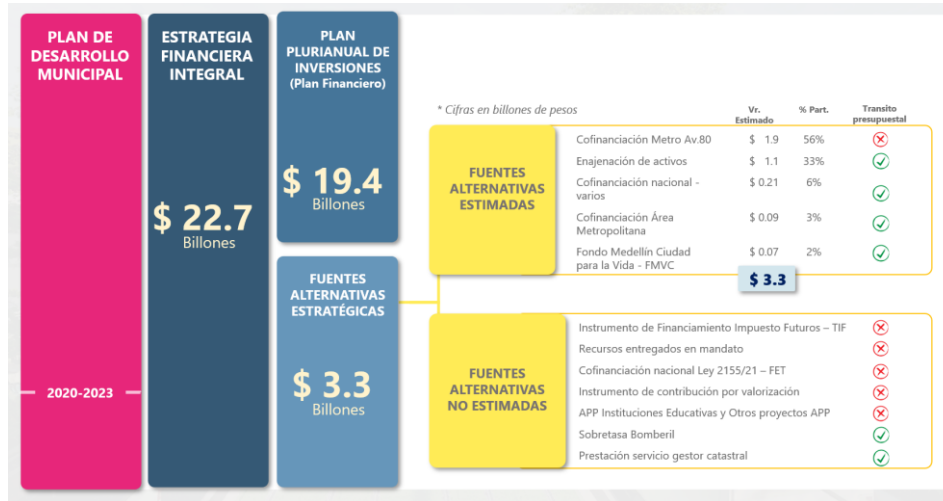 PLAN DE
DESARROLLO
MUNICIPAL
2020-2023
ESTRATEGIA
FINANCIERA
INTEGRAL
$ 22.7
Billones
PLAN
PLURIANUAL DE
INVERSIONES
(Plan Financiero)
$ 19.4
Billones
FUENTES
ALTERNATIVAS
ESTRATÉGICAS
$ 3.3
Billones
* Cifras en billones de pesos
Vr.
Estimado
% Part.
Transito
presupuestal
FUENTES
ALTERNATIVAS
ESTIMADAS
Cofinanciación Metro Av.80 $ 1.9 56%
Enajenación de activos $ 1.1 33%
Cofinanciación nacional -
varios $ 0.21 6%
Cofinanciación Área
Metropolitana $ 0.09 3%
Fondo Medellín Ciudad
para la Vida - FMVC $ 0.07 2%
$ 3.3
FUENTES
ALTERNATIVAS
NO ESTIMADAS
Instrumento de Financiamiento Impuesto Futuros – TIF
Recursos entregados en mandato
Cofinanciación nacional Ley 2155/21 – FET
Instrumento de contribución por valorización
APP Instituciones Educativas y Otros proyectos APP
Sobretasa Bomberil
Prestación servicio gestor catastral